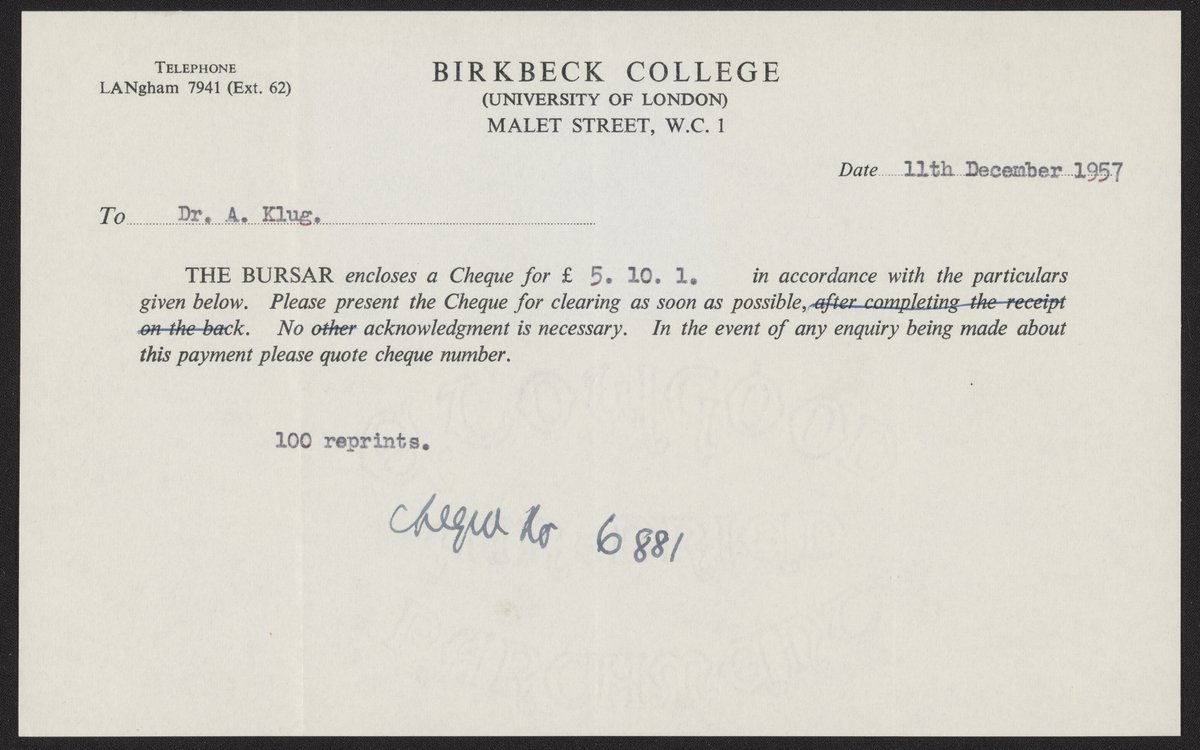 TELEPHONE
LANgham 7941 (Ext. 62)
BIRKBECK COLLEGE
(UNIVERSITY OF LONDON)
MALET STREET, W.C. 1
Date 11th December 1957
To Dr. A. Klug.
THE BURSAR encloses a Cheque for £ 5. 10. 1. in accordance with the particulars
given below. Please present the Cheque for clearing as soon as possible, after completing the receipt
on the back. No other acknowledgment is necessary. In the event of any enquiry being made about
this payment please quote cheque number.
100 reprints.
Cheque No 6881